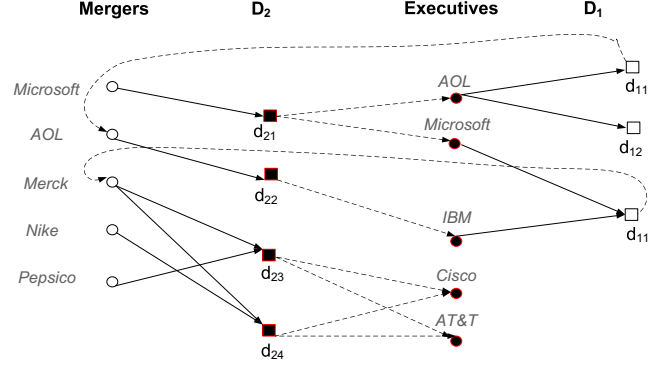 Mergers D₂ Executives D₁
Microsoft
AOL
Merck
Nike
Pepsico
d₂₁
d₂₂
d₂₃
d₂₄
AOL
Microsoft
IBM
Cisco
AT&T
d₁₁
d₁₂
d₁₁